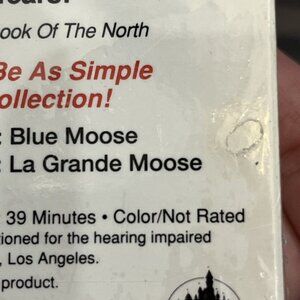 ook Of The North
Be As Simple
ollection!
: Blue Moose
: La Grande Moose
39 Minutes • Color/Not Rated
tioned for the hearing impaired
, Los Angeles.
product.